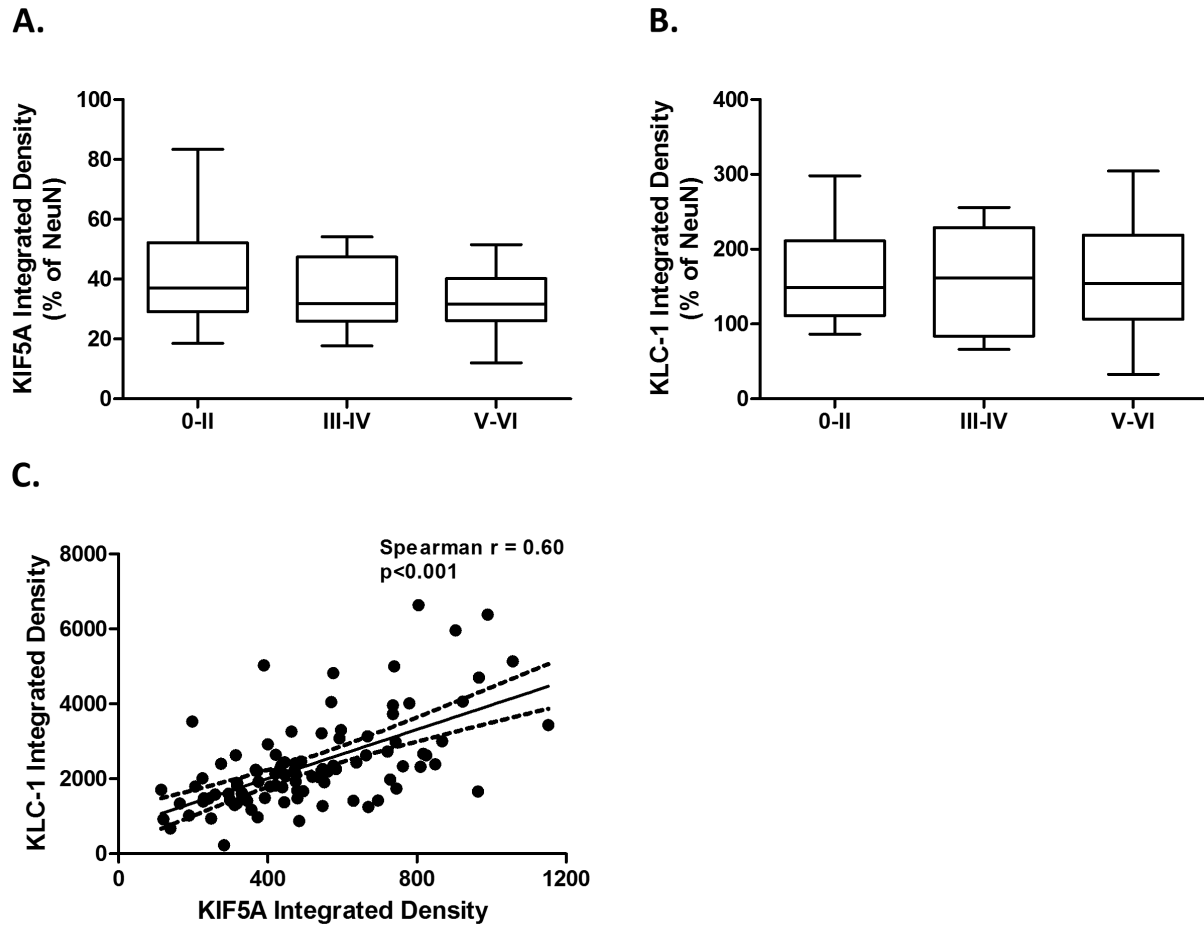 A.
KIF5A Integrated Density
(% of NeuN)
100
80
60
40
20
0
0-II
III-IV
V-VI
B.
KLC-1 Integrated Density
(% of NeuN)
400
300
200
100
0
0-II
III-IV
V-VI
C.
KLC-1 Integrated Density
8000
6000
4000
2000
0
Spearman r = 0.60
p<0.001
0
400
800
1200
KIF5A Integrated Density